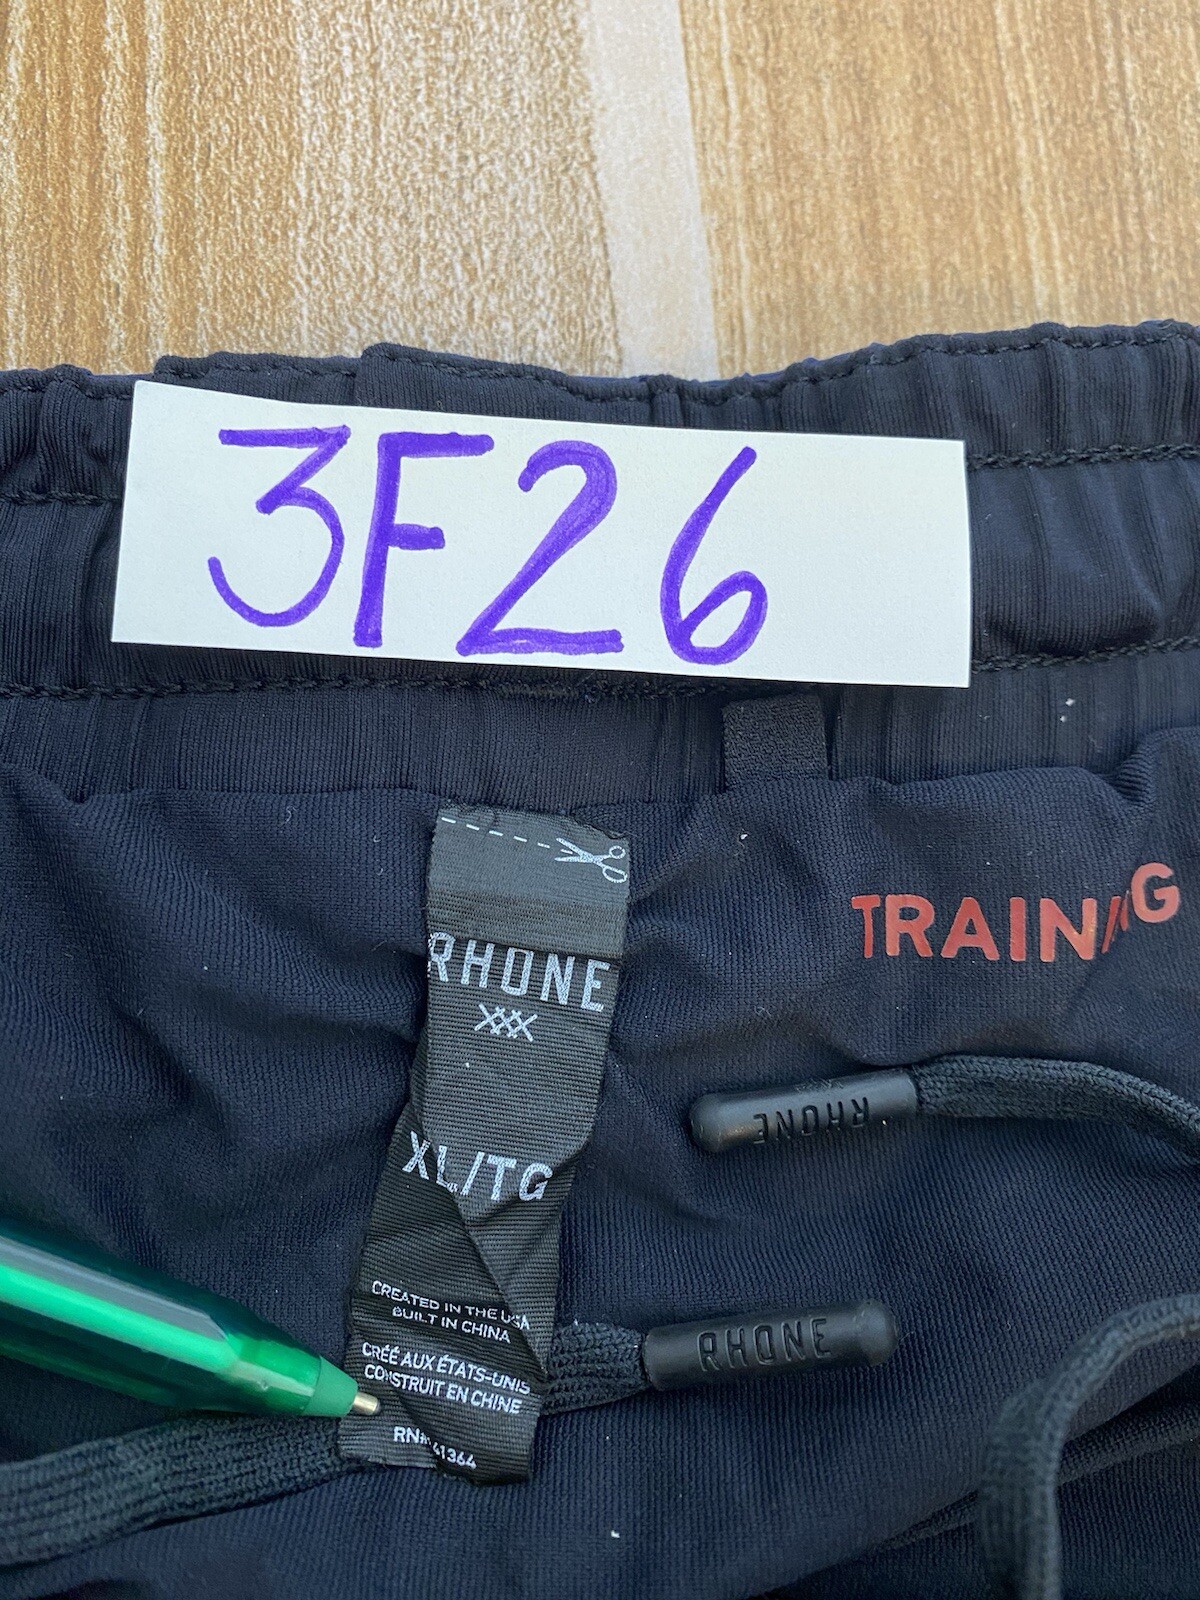 3F26
TRAINING
RHONE
RHONE
XL/TG
CREATED IN THE USA
BUILT IN CHINA
RHONE
CRÉÉ AUX ÉTATS-UNIS
CONSTRUIT EN CHINE